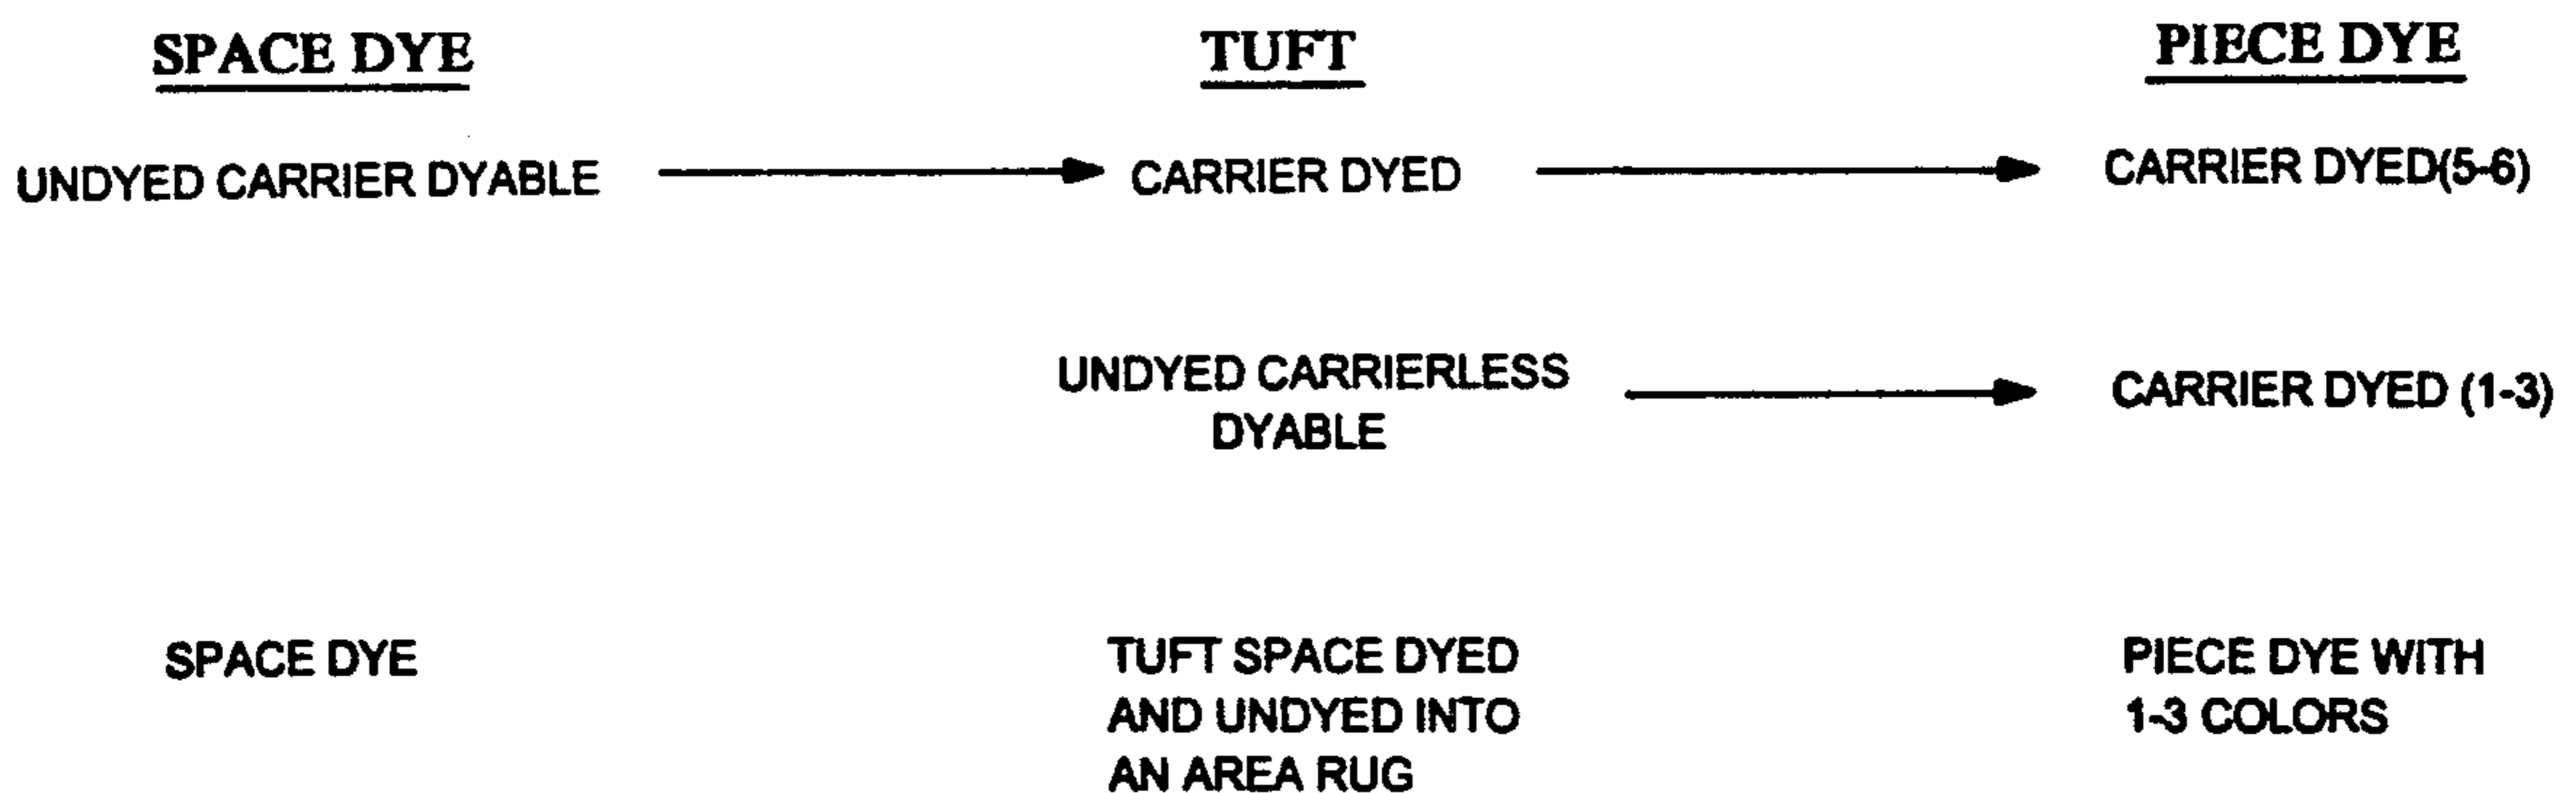 SPACE DYE
TUFT
PIECE DYE
UNDYED CARRIER DYABLE
CARRIER DYED
CARRIER DYED(5-6)
UNDYED CARRIERLESS
DYABLE
CARRIER DYED (1-3)
SPACE DYE
TUFT SPACE DYED
AND UNDYED INTO
AN AREA RUG
PIECE DYE WITH
1-3 COLORS